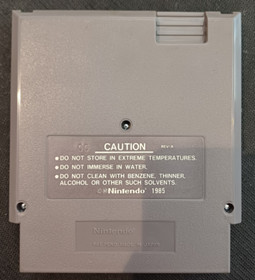 CAUTION
● DO NOT STORE IN EXTREME TEMPERATURES.
● DO NOT IMMERSE IN WATER.
● DO NOT CLEAN WITH BENZENE, THINNER,
ALCOHOL OR OTHER SUCH SOLVENTS.
©Nintendo® 1985
Nintendo